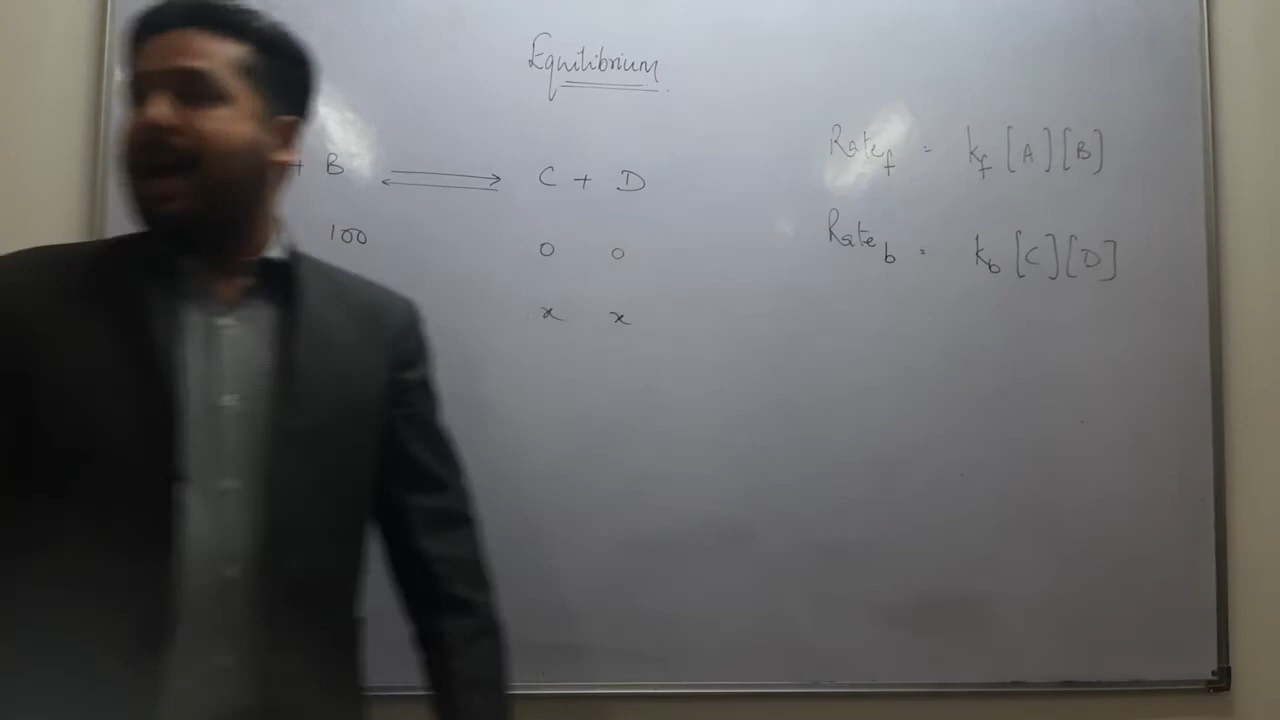 Equilibrium
+ B ⇌ C + D
100 0 0
x x
Rate_f = k_f [A][B]
Rate_b = k_b [C][D]